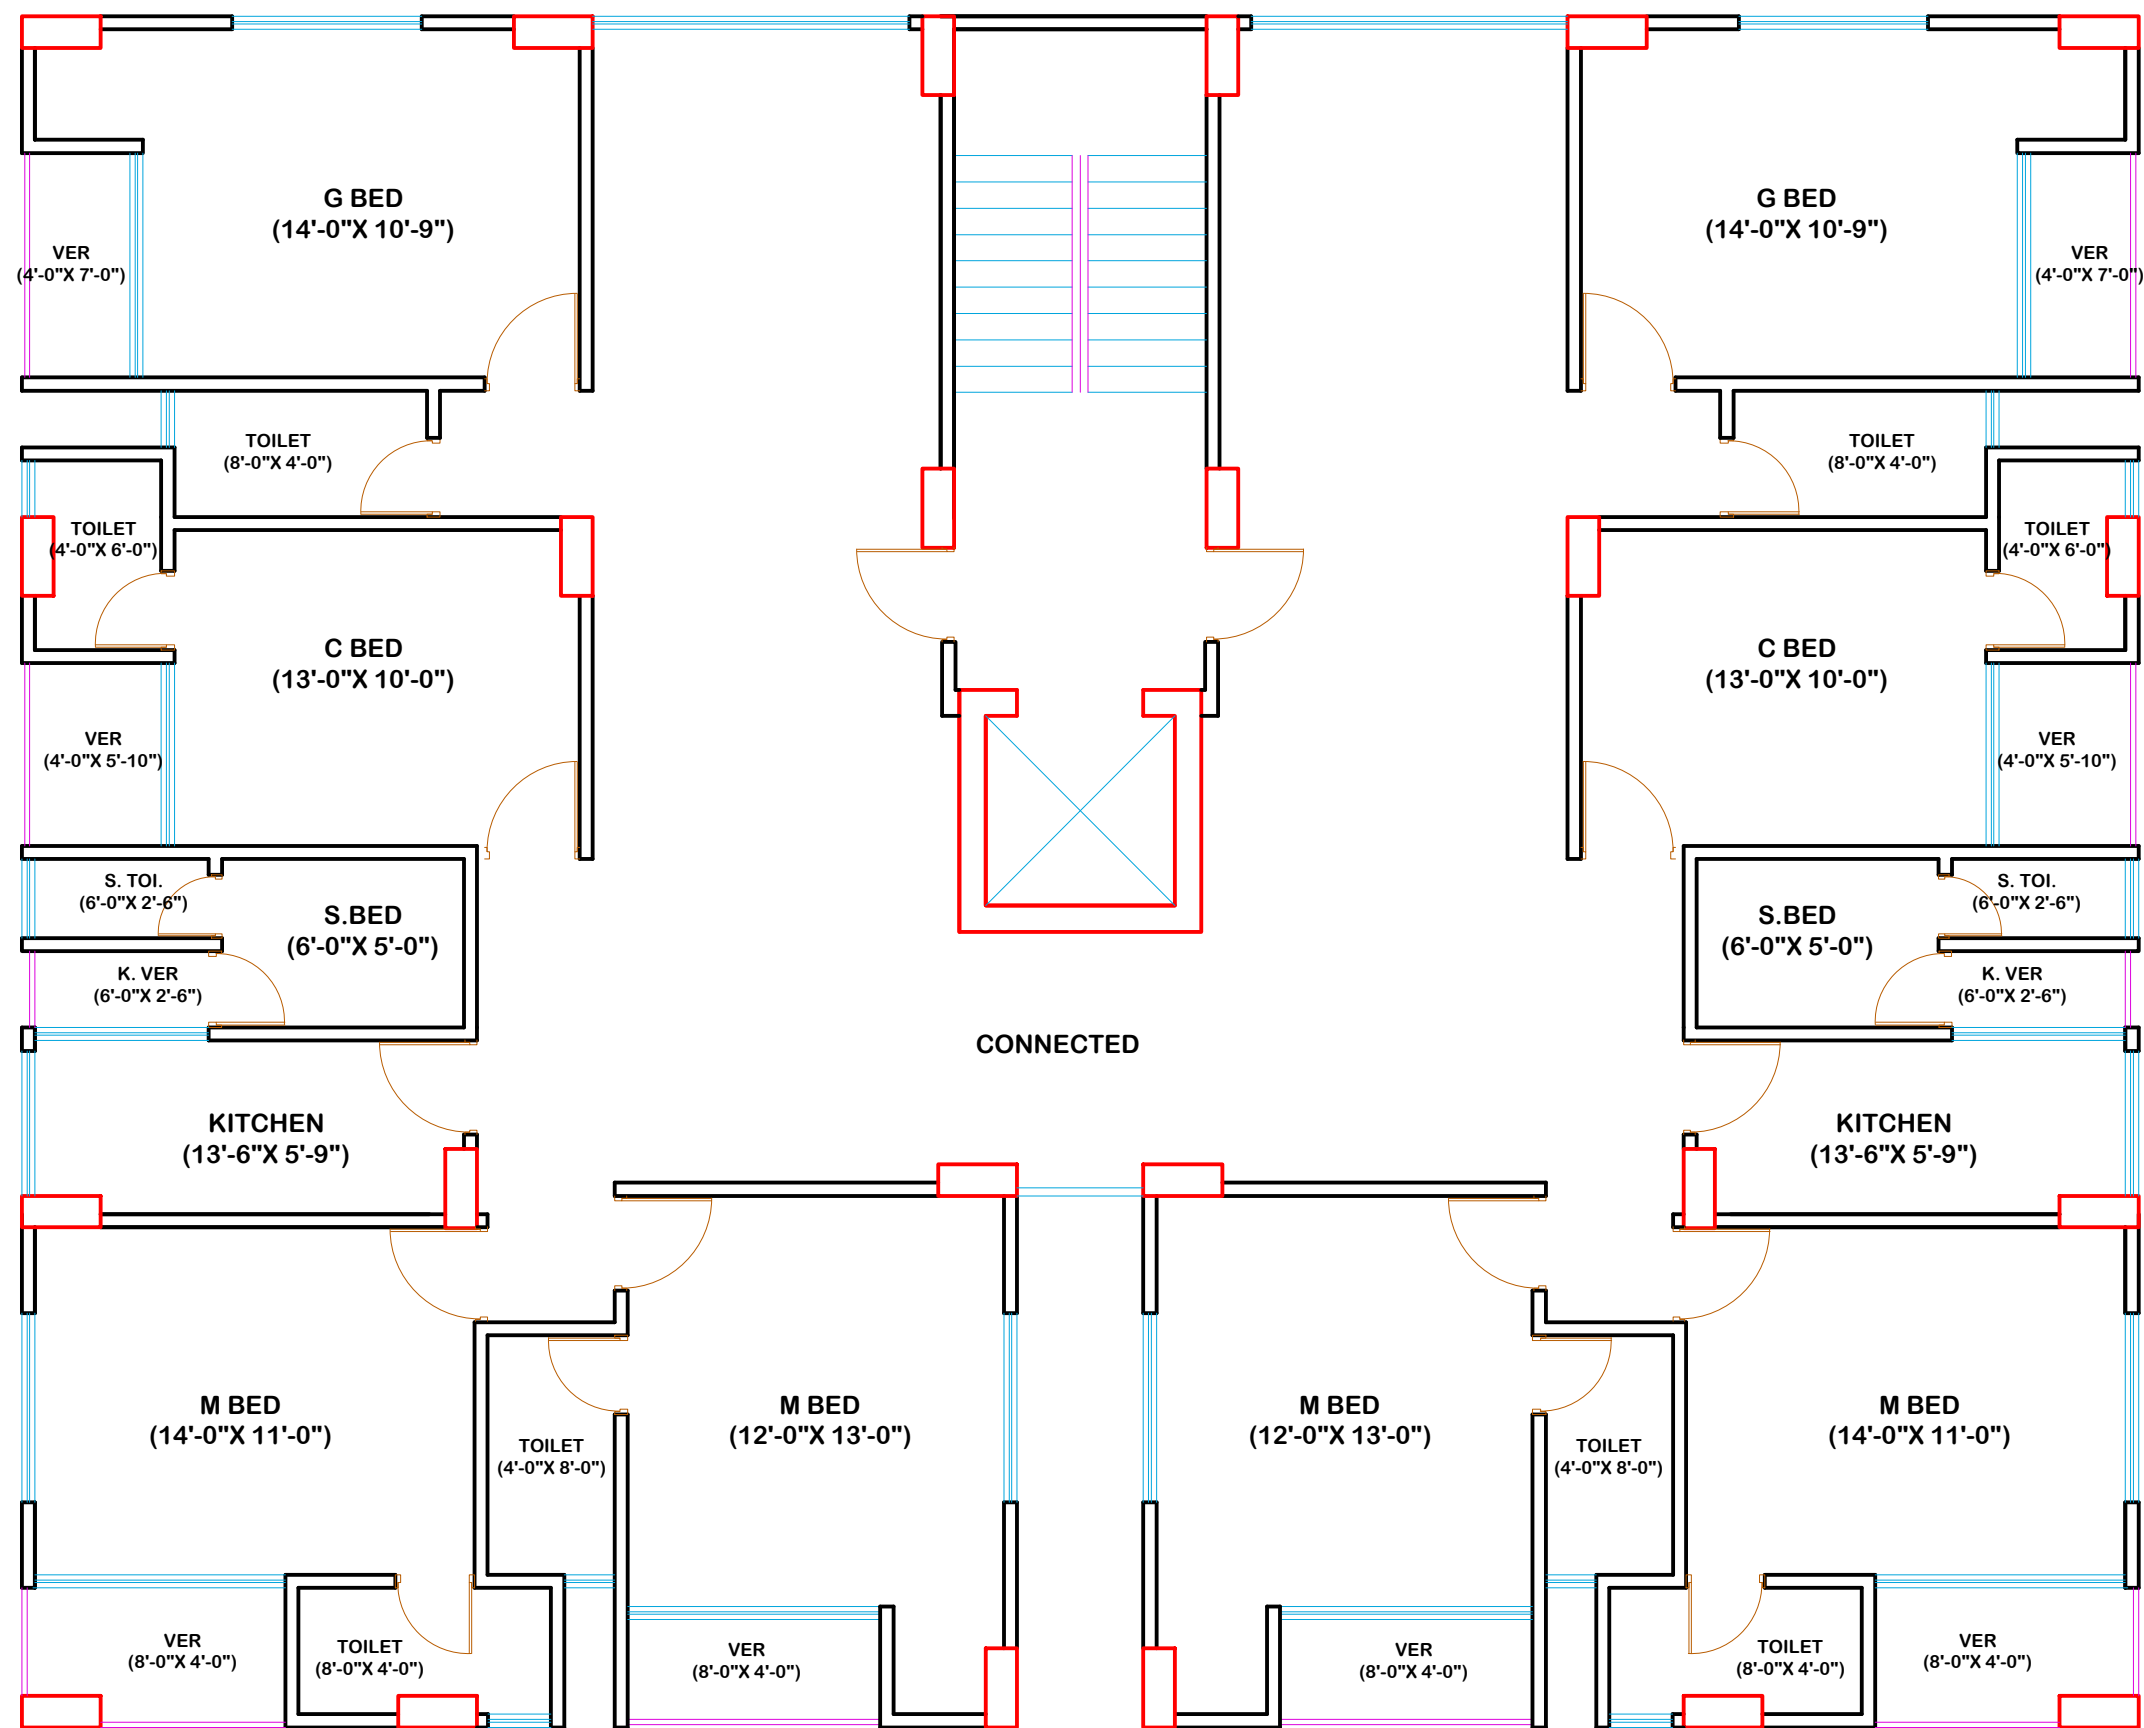 G BED
(14'-0"X 10'-9")
G BED
(14'-0"X 10'-9")
VER
(4'-0"X 7'-0")
VER
(4'-0"X 7'-0")
TOILET
(8'-0"X 4'-0")
TOILET
(8'-0"X 4'-0")
TOILET
(4'-0"X 6'-0")
TOILET
(4'-0"X 6'-0")
C BED
(13'-0"X 10'-0")
C BED
(13'-0"X 10'-0")
VER
(4'-0"X 5'-10")
VER
(4'-0"X 5'-10")
S. TOI.
(6'-0"X 2'-6")
S.BED
(6'-0"X 5'-0")
S.BED
(6'-0"X 5'-0")
S. TOI.
(6'-0"X 2'-6")
K. VER
(6'-0"X 2'-6")
K. VER
(6'-0"X 2'-6")
CONNECTED
KITCHEN
(13'-6"X 5'-9")
KITCHEN
(13'-6"X 5'-9")
M BED
(14'-0"X 11'-0")
M BED
(12'-0"X 13'-0")
M BED
(12'-0"X 13'-0")
M BED
(14'-0"X 11'-0")
TOILET
(4'-0"X 8'-0")
TOILET
(4'-0"X 8'-0")
VER
(8'-0"X 4'-0")
TOILET
(8'-0"X 4'-0")
VER
(8'-0"X 4'-0")
VER
(8'-0"X 4'-0")
TOILET
(8'-0"X 4'-0")
VER
(8'-0"X 4'-0")